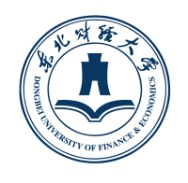 东北财经大学
DONGBEI UNIVERSITY OF FINANCE & ECONOMICS